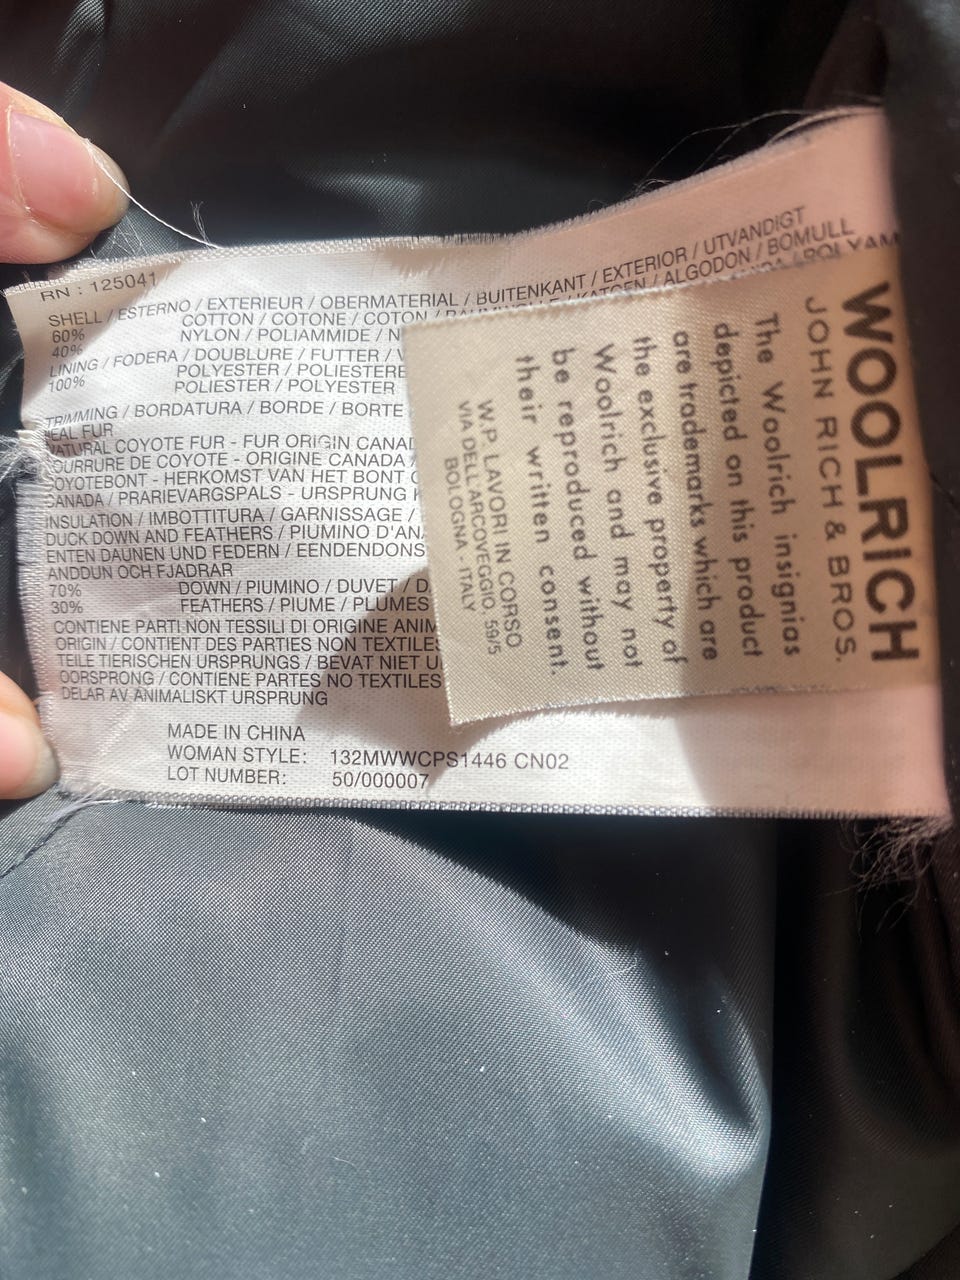 RN : 125041
SHELL / ESTERNO / EXTERIEUR / OBERMATERIAL / BUITENKANT / EXTERIOR / UTVANDIGT
60% COTTON / COTONE / COTON / KATOEN / ALGODON / BOMULL
40% NYLON / POLIAMMIDE / N
LINING / FODERA / DOUBLURE / FUTTER /
100% POLYESTER / POLIESTERE
POLIESTER / POLYESTER
TRIMMING / BORDATURA / BORDE / BORTE
REAL FUR
NATURAL COYOTE FUR - FUR ORIGIN CANAD
FOURRURE DE COYOTE - ORIGINE CANADA /
COYOTEBONT - HERKOMST VAN HET BONT
CANADA / PRARIEVARGSPALS - URSPRUNG
INSULATION / IMBOTTITURA / GARNISSAGE /
DUCK DOWN AND FEATHERS / PIUMINO D'ANA
ENTEN DAUNEN UND FEDERN / EENDENDONS
ANDDUN OCH FJADRAR
70% DOWN / PIUMINO / DUVET / D
30% FEATHERS / PIUME / PLUMES
CONTIENE PARTI NON TESSILI DI ORIGINE ANIM
ORIGIN / CONTIENT DES PARTIES NON TEXTILES
TEILE TIERISCHEN URSPRUNGS / BEVAT NIET U
OORSPRONG / CONTIENE PARTES NO TEXTILES
DELAR AV ANIMALISKT URSPRUNG
MADE IN CHINA
WOMAN STYLE: 132MWWCPS1446 CN02
LOT NUMBER: 50/000007
WOOLRICH
JOHN RICH & BROS.
The Woolrich insignias
depicted on this product
are trademarks which are
the exclusive property of
Woolrich and may not
be reproduced without
their written consent.
W.P. LAVORI IN CORSO
VIA DELL'ARCOVEGGIO, 59/5
BOLOGNA - ITALY